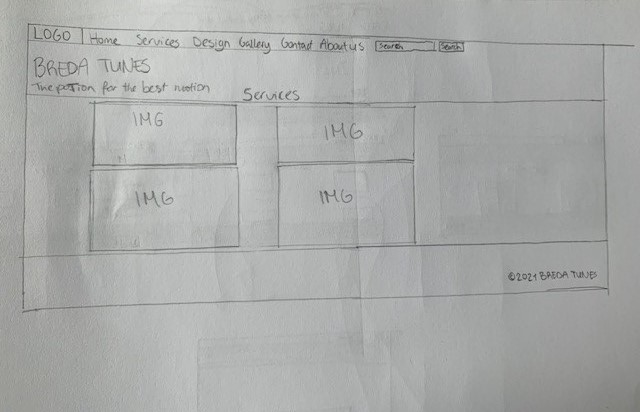 LOGO Home Services Design Gallery Contact About us Search Search
BREDA TUNES
The potion for the best motion
Services
IMG IMG
IMG IMG
©2021 BREDA TUNES